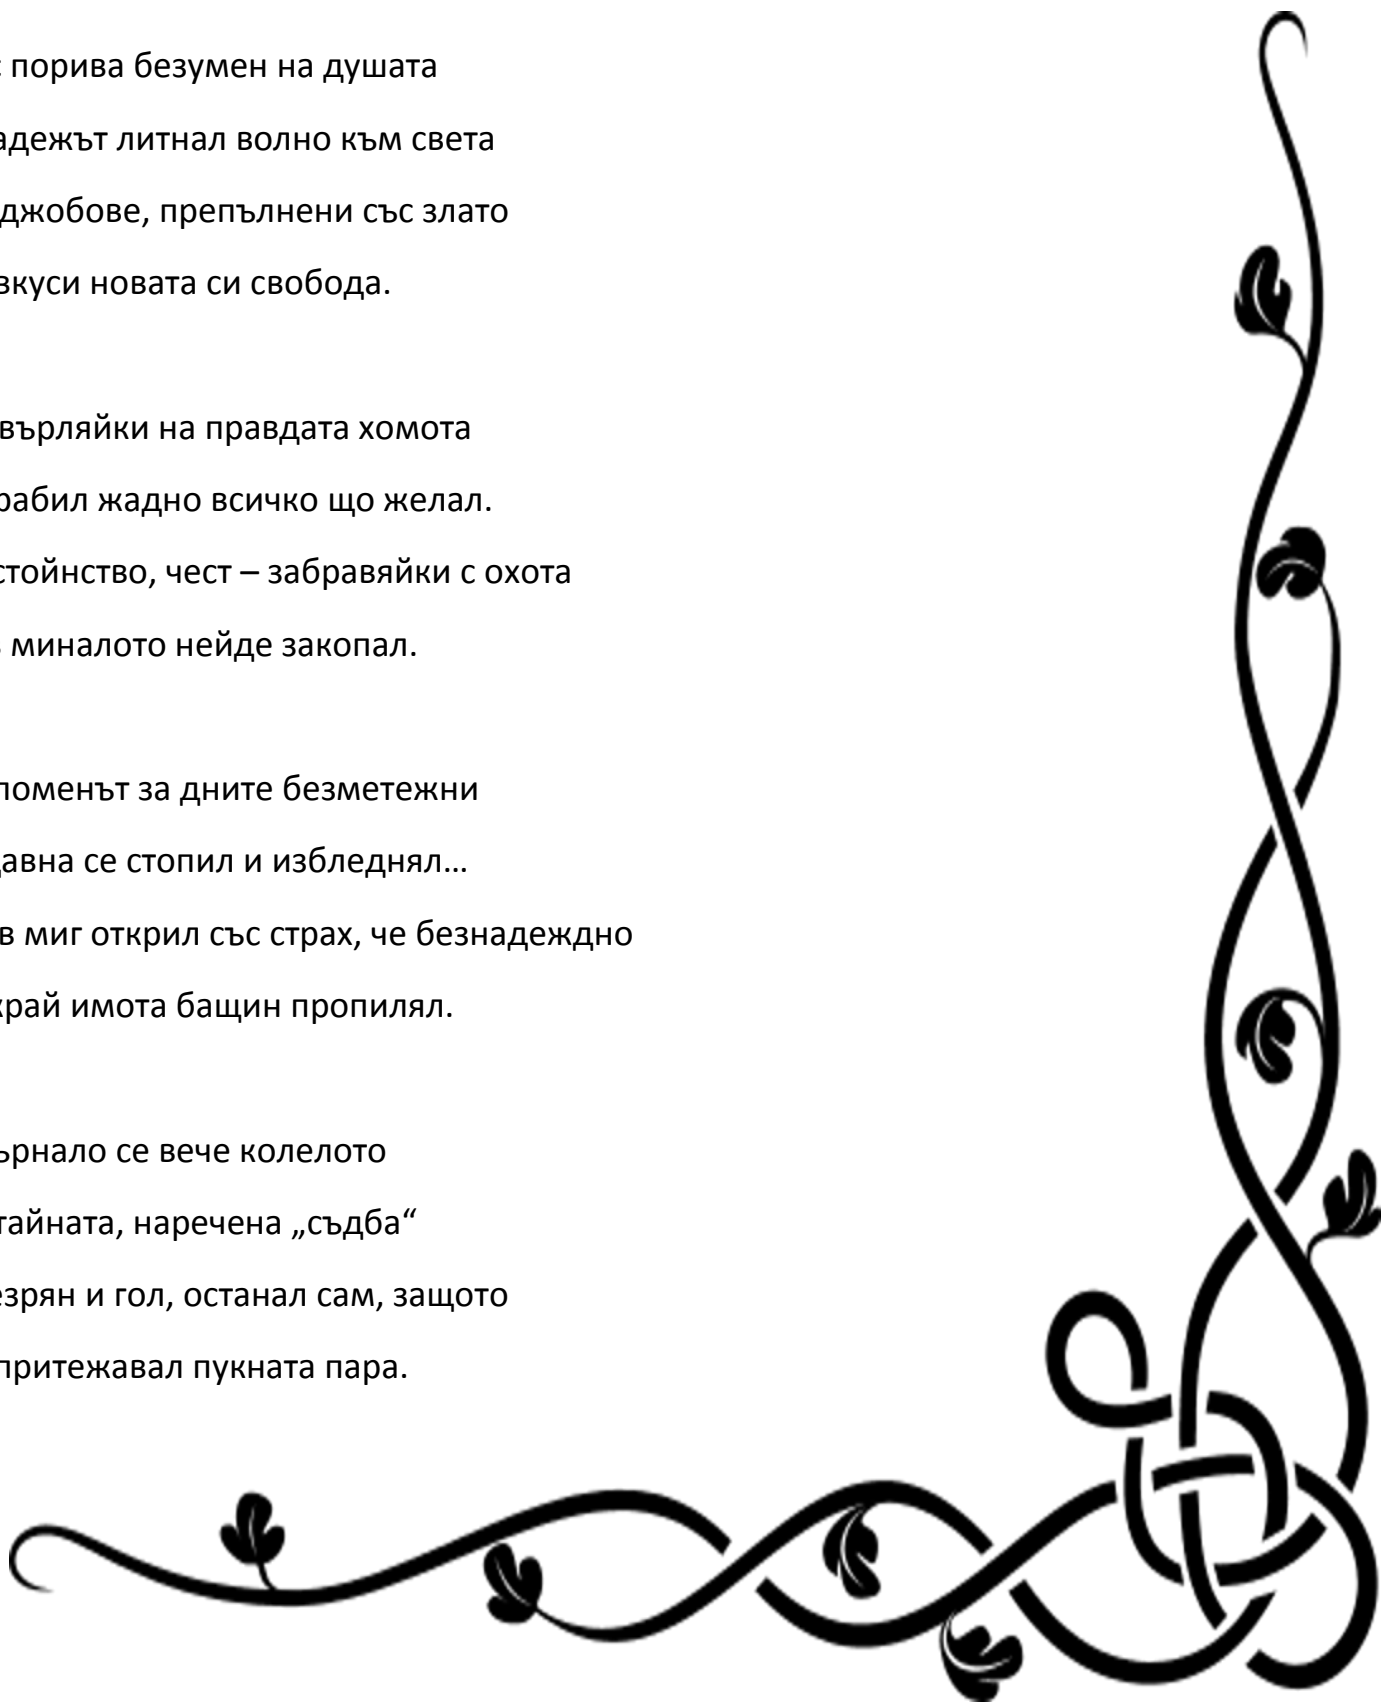 порива безумен на душата
адежът литнал волно към света
джобове, препълнени със злато
вкуси новата си свобода.
върляйки на правдата хомота
рабил жадно всичко що желал.
стойнство, чест – забравяйки с охота
миналото нейде закопал.
поменът за дните безметежни
авна се стопил и избледнял…
в миг открил със страх, че безнадеждно
край имота бащин пропилял.
ърнало се вече колелото
тайната, наречена „съдба“
езрян и гол, останал сам, защото
притежавал пукната пара.